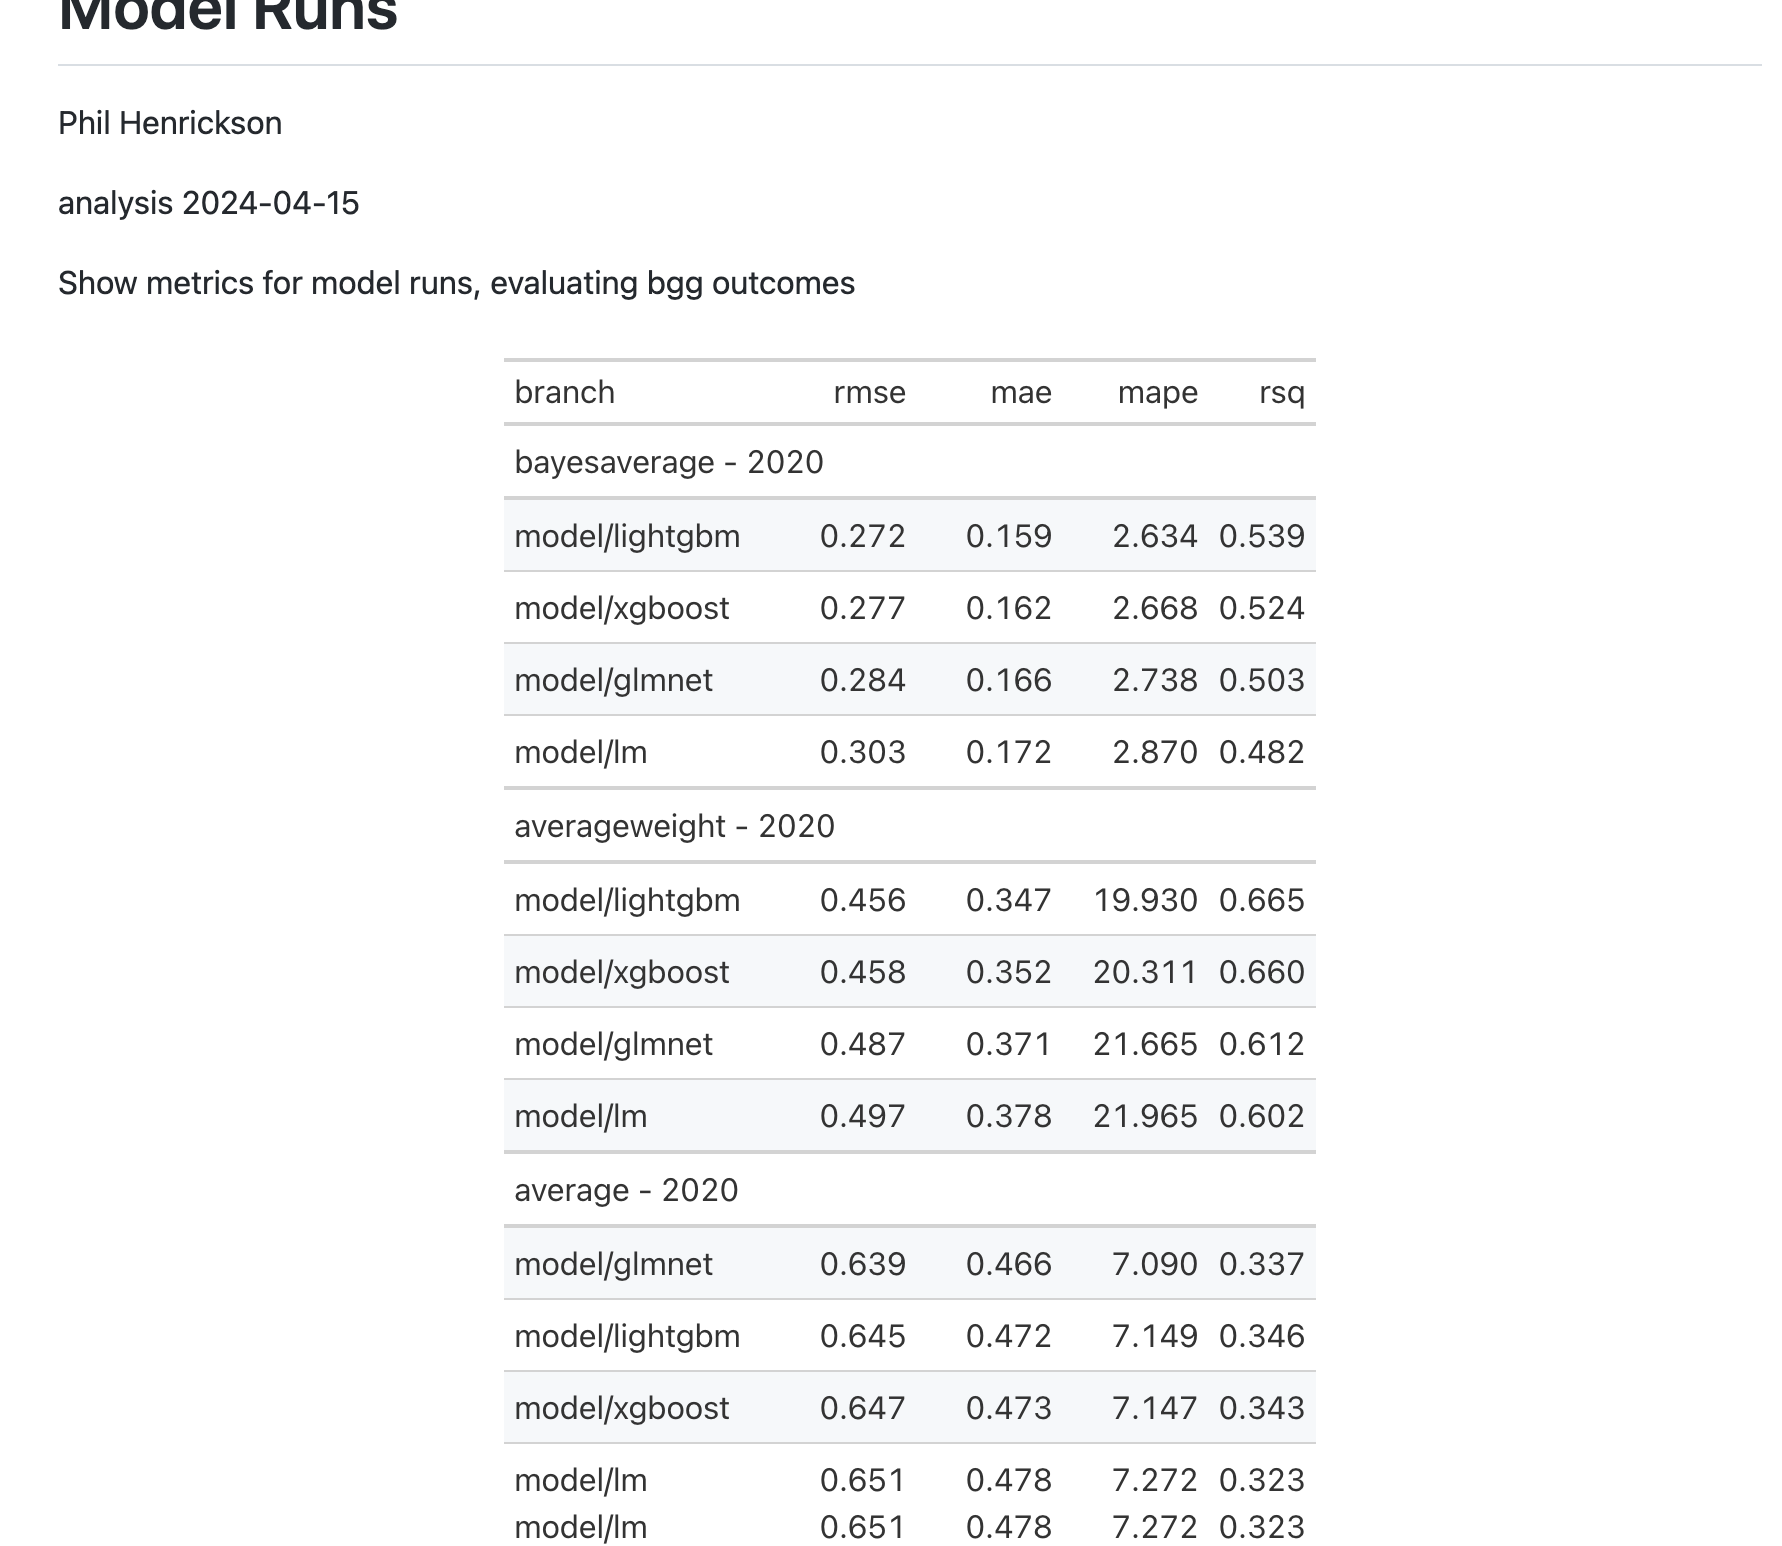 Model Runs
Phil Henrickson
analysis 2024-04-15
Show metrics for model runs, evaluating bgg outcomes
branch rmse mae mape rsq
bayesaverage - 2020
model/lightgbm 0.272 0.159 2.634 0.539
model/xgboost 0.277 0.162 2.668 0.524
model/glmnet 0.284 0.166 2.738 0.503
model/lm 0.303 0.172 2.870 0.482
averageweight - 2020
model/lightgbm 0.456 0.347 19.930 0.665
model/xgboost 0.458 0.352 20.311 0.660
model/glmnet 0.487 0.371 21.665 0.612
model/lm 0.497 0.378 21.965 0.602
average - 2020
model/glmnet 0.639 0.466 7.090 0.337
model/lightgbm 0.645 0.472 7.149 0.346
model/xgboost 0.647 0.473 7.147 0.343
model/lm 0.651 0.478 7.272 0.323
model/lm 0.651 0.478 7.272 0.323